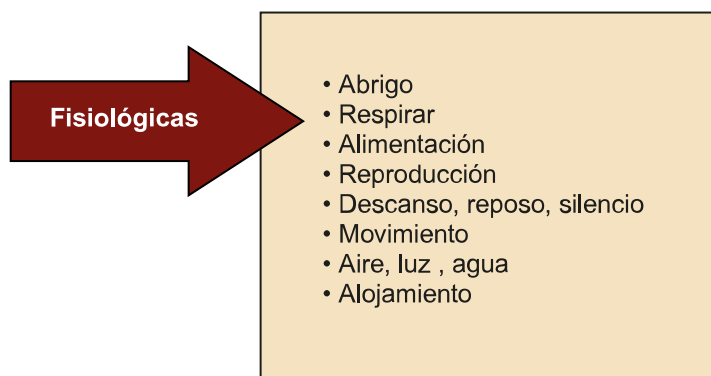 Fisiológicas
• Abrigo
• Respirar
• Alimentación
• Reproducción
• Descanso, reposo, silencio
• Movimiento
• Aire, luz , agua
• Alojamiento